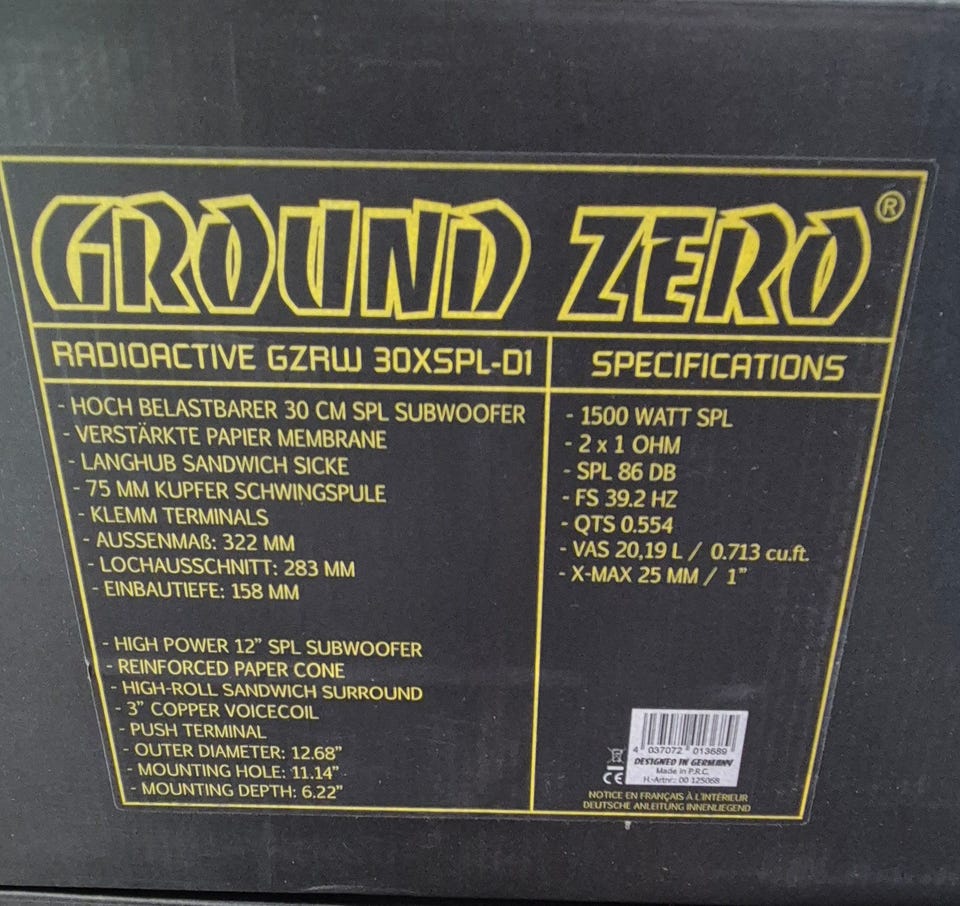 GROUND ZERO®
RADIOACTIVE GZRW 30XSPL-D1
- HOCH BELASTBARER 30 CM SPL SUBWOOFER
- VERSTÄRKTE PAPIER MEMBRANE
- LANGHUB SANDWICH SICKE
- 75 MM KUPFER SCHWINGSPULE
- KLEMM TERMINALS
- AUSSENMAß: 322 MM
- LOCHAUSSCHNITT: 283 MM
- EINBAUTIEFE: 158 MM
- HIGH POWER 12" SPL SUBWOOFER
- REINFORCED PAPER CONE
- HIGH-ROLL SANDWICH SURROUND
- 3" COPPER VOICECOIL
- PUSH TERMINAL
- OUTER DIAMETER: 12.68"
- MOUNTING HOLE: 11.14"
- MOUNTING DEPTH: 6.22"
SPECIFICATIONS
- 1500 WATT SPL
- 2 x 1 OHM
- SPL 86 DB
- FS 39.2 HZ
- QTS 0.554
- VAS 20,19 L / 0.713 cu.ft.
- X-MAX 25 MM / 1"
4 037072 013689
DESIGNED IN GERMANY
Made in P.R.C.
H.-Artnr.: 00 125068
CE
NOTICE EN FRANÇAIS À L'INTÉRIEUR
DEUTSCHE ANLEITUNG INNENLIEGEND